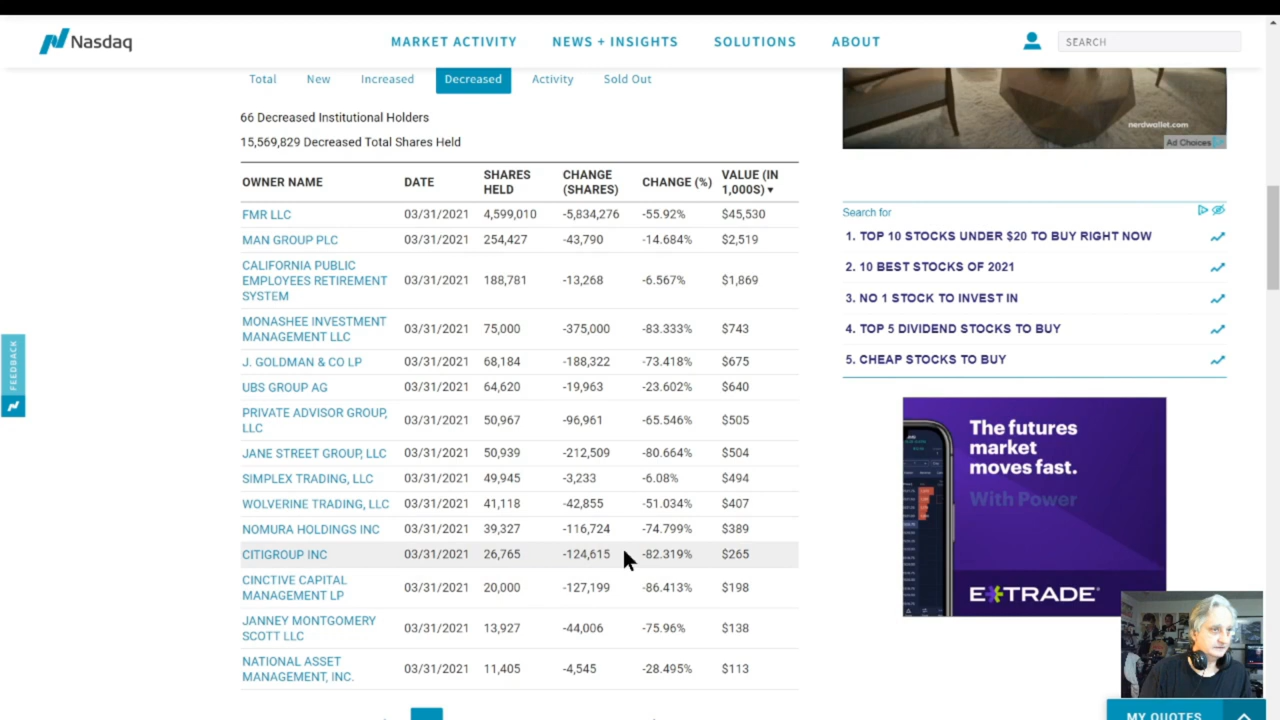 Nasdaq
MARKET ACTIVITY NEWS + INSIGHTS SOLUTIONS ABOUT SEARCH
Total New Increased Decreased Activity Sold Out
66 Decreased Institutional Holders
15,569,829 Decreased Total Shares Held
OWNER NAME DATE SHARES HELD CHANGE (SHARES) CHANGE (%) VALUE (IN 1,000S) ▼
FMR LLC 03/31/2021 4,599,010 -5,834,276 -55.92% $45,530
MAN GROUP PLC 03/31/2021 254,427 -43,790 -14.684% $2,519
CALIFORNIA PUBLIC
EMPLOYEES RETIREMENT 03/31/2021 188,781 -13,268 -6.567% $1,869
SYSTEM
MONASHEE INVESTMENT
MANAGEMENT LLC 03/31/2021 75,000 -375,000 -83.333% $743
J. GOLDMAN & CO LP 03/31/2021 68,184 -188,322 -73.418% $675
UBS GROUP AG 03/31/2021 64,620 -19,963 -23.602% $640
PRIVATE ADVISOR GROUP,
LLC 03/31/2021 50,967 -96,961 -65.546% $505
JANE STREET GROUP, LLC 03/31/2021 50,939 -212,509 -80.664% $504
SIMPLEX TRADING, LLC 03/31/2021 49,945 -3,233 -6.08% $494
WOLVERINE TRADING, LLC 03/31/2021 41,118 -42,855 -51.034% $407
NOMURA HOLDINGS INC 03/31/2021 39,327 -116,724 -74.799% $389
CITIGROUP INC 03/31/2021 26,765 -124,615 -82.319% $265
CINCTIVE CAPITAL
MANAGEMENT LP 03/31/2021 20,000 -127,199 -86.413% $198
JANNEY MONTGOMERY
SCOTT LLC 03/31/2021 13,927 -44,006 -75.96% $138
NATIONAL ASSET
MANAGEMENT, INC. 03/31/2021 11,405 -4,545 -28.495% $113
FEEDBACK
nerdwallet.com
Ad Choices
Search for
1. TOP 10 STOCKS UNDER $20 TO BUY RIGHT NOW
2. 10 BEST STOCKS OF 2021
3. NO 1 STOCK TO INVEST IN
4. TOP 5 DIVIDEND STOCKS TO BUY
5. CHEAP STOCKS TO BUY
The futures
market
moves fast.
With Power
E*TRADE
MY QUOTES